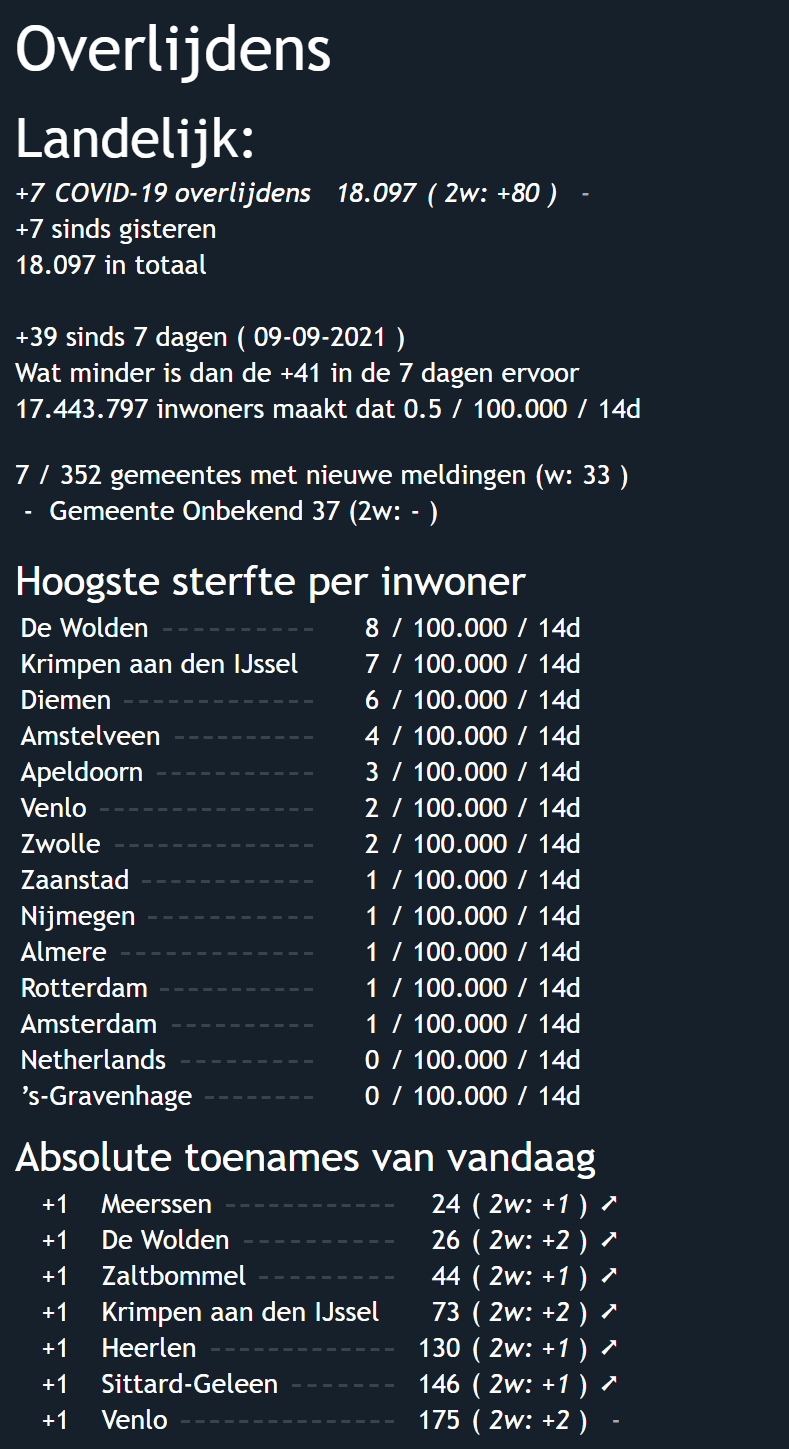 Overlijdens
Landelijk:
+7 COVID-19 overlijdens 18.097 ( 2w: +80 ) -
+7 sinds gisteren
18.097 in totaal
+39 sinds 7 dagen ( 09-09-2021 )
Wat minder is dan de +41 in de 7 dagen ervoor
17.443.797 inwoners maakt dat 0.5 / 100.000 / 14d
7 / 352 gemeentes met nieuwe meldingen (w: 33 )
- Gemeente Onbekend 37 (2w: - )
Hoogste sterfte per inwoner
De Wolden ---------- 8 / 100.000 / 14d
Krimpen aan den IJssel 7 / 100.000 / 14d
Diemen ------------- 6 / 100.000 / 14d
Amstelveen --------- 4 / 100.000 / 14d
Apeldoorn ---------- 3 / 100.000 / 14d
Venlo -------------- 2 / 100.000 / 14d
Zwolle ------------- 2 / 100.000 / 14d
Zaanstad ----------- 1 / 100.000 / 14d
Nijmegen ----------- 1 / 100.000 / 14d
Almere ------------- 1 / 100.000 / 14d
Rotterdam ---------- 1 / 100.000 / 14d
Amsterdam ---------- 1 / 100.000 / 14d
Netherlands --------- 0 / 100.000 / 14d
’s-Gravenhage ------- 0 / 100.000 / 14d
Absolute toenames van vandaag
+1 Meerssen ----------- 24 ( 2w: +1 ) ➚
+1 De Wolden ---------- 26 ( 2w: +2 ) ➚
+1 Zaltbommel --------- 44 ( 2w: +1 ) ➚
+1 Krimpen aan den IJssel 73 ( 2w: +2 ) ➚
+1 Heerlen ------------ 130 ( 2w: +1 ) ➚
+1 Sittard-Geleen ------- 146 ( 2w: +1 ) ➚
+1 Venlo -------------- 175 ( 2w: +2 ) -